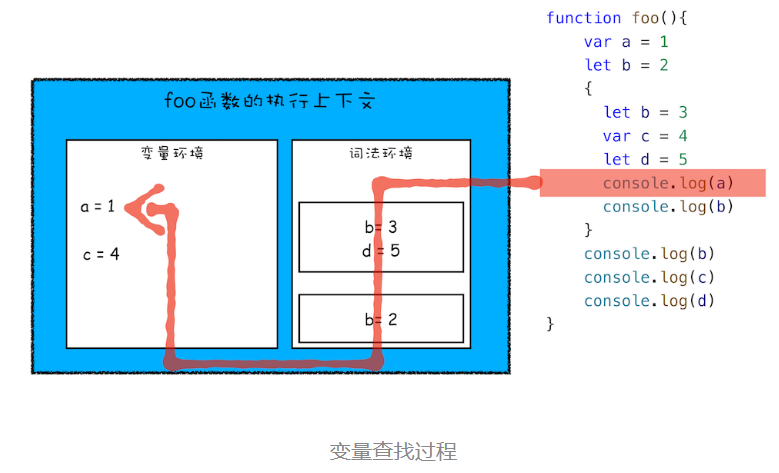 foo函数的执行上下文
变量环境
词法环境
a = 1
c = 4
b= 3
d = 5
b= 2
function foo(){
    var a = 1
    let b = 2
    {
      let b = 3
      var c = 4
      let d = 5
      console.log(a)
      console.log(b)
    }
    console.log(b)
    console.log(c)
    console.log(d)
}
变量查找过程